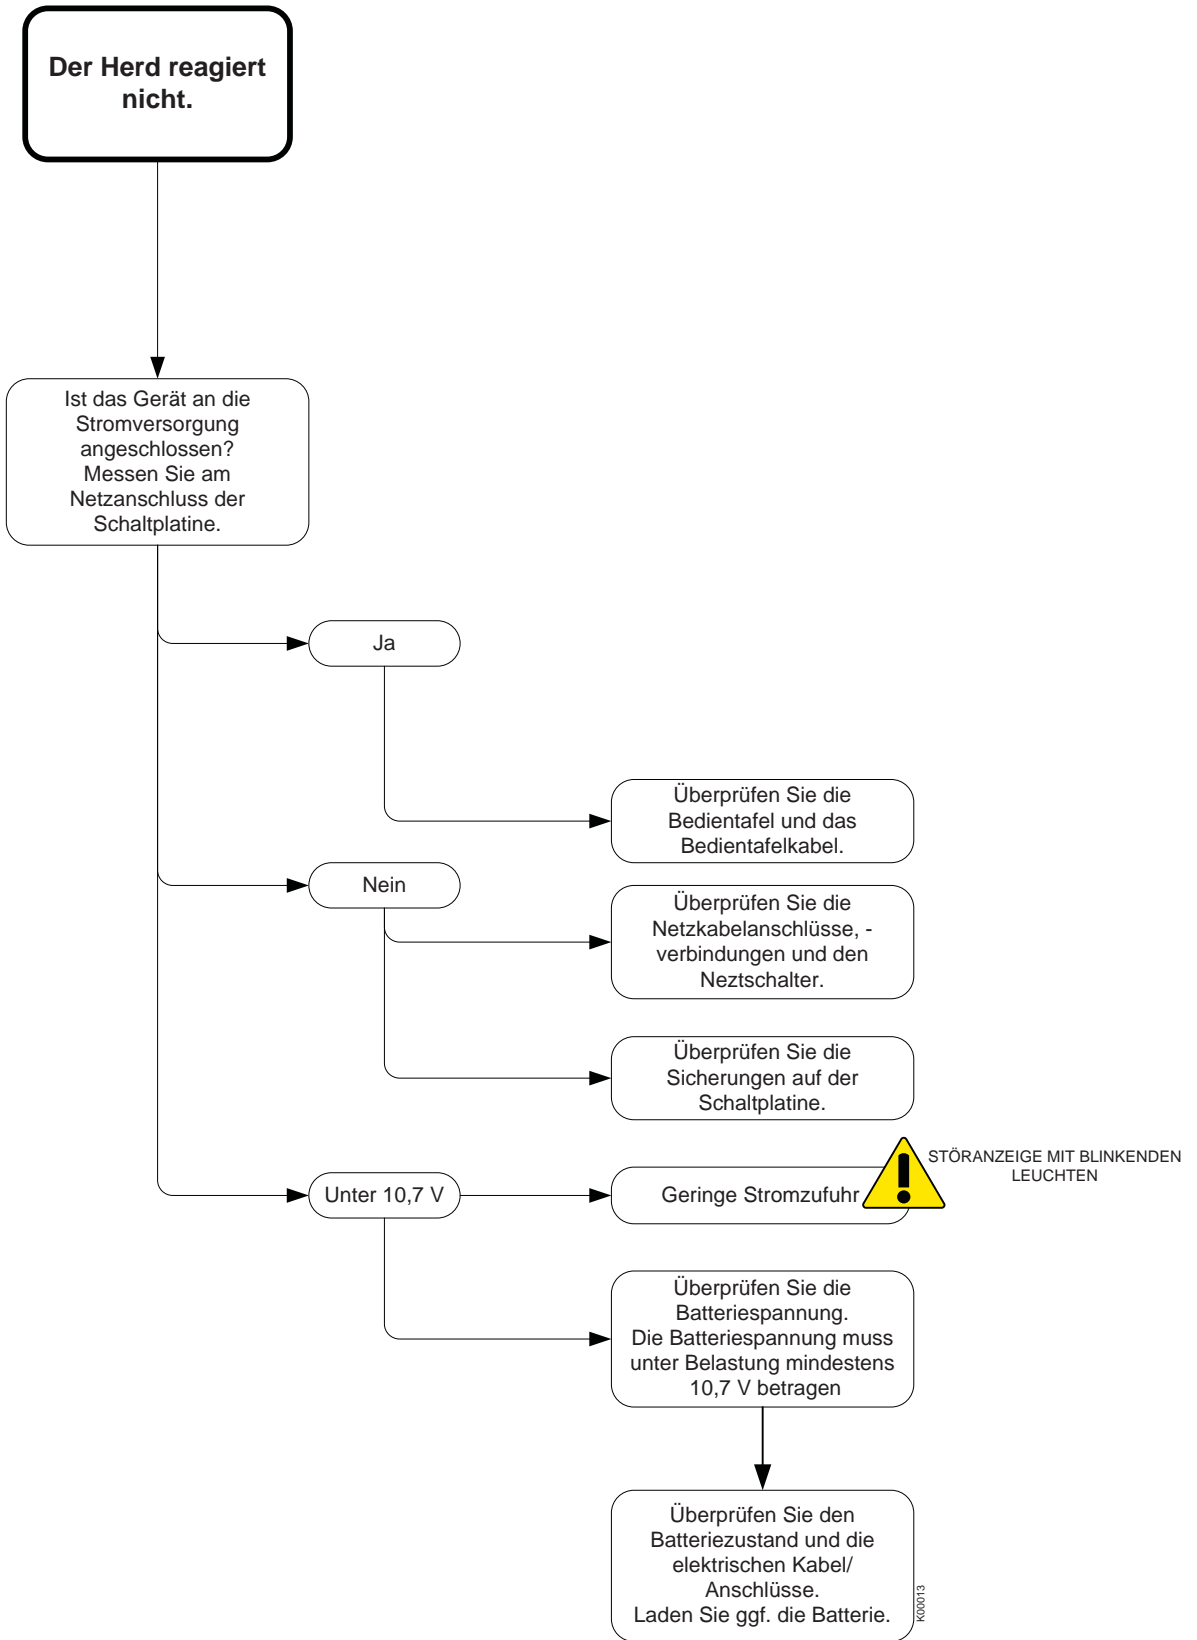 Der Herd reagiert
nicht.
Ist das Gerät an die
Stromversorgung
angeschlossen?
Messen Sie am
Netzanschluss der
Schaltplatine.
Ja
Überprüfen Sie die
Bedientafel und das
Bedientafelkabel.
Nein
Überprüfen Sie die
Netzkabelanschlüsse, -
verbindungen und den
Neztschalter.
Überprüfen Sie die
Sicherungen auf der
Schaltplatine.
Unter 10,7 V
Geringe Stromzufuhr
STÖRANZEIGE MIT BLINKENDEN
LEUCHTEN
Überprüfen Sie die
Batteriespannung.
Die Batteriespannung muss
unter Belastung mindestens
10,7 V betragen
Überprüfen Sie den
Batteriezustand und die
elektrischen Kabel/
Anschlüsse.
Laden Sie ggf. die Batterie.
K00013